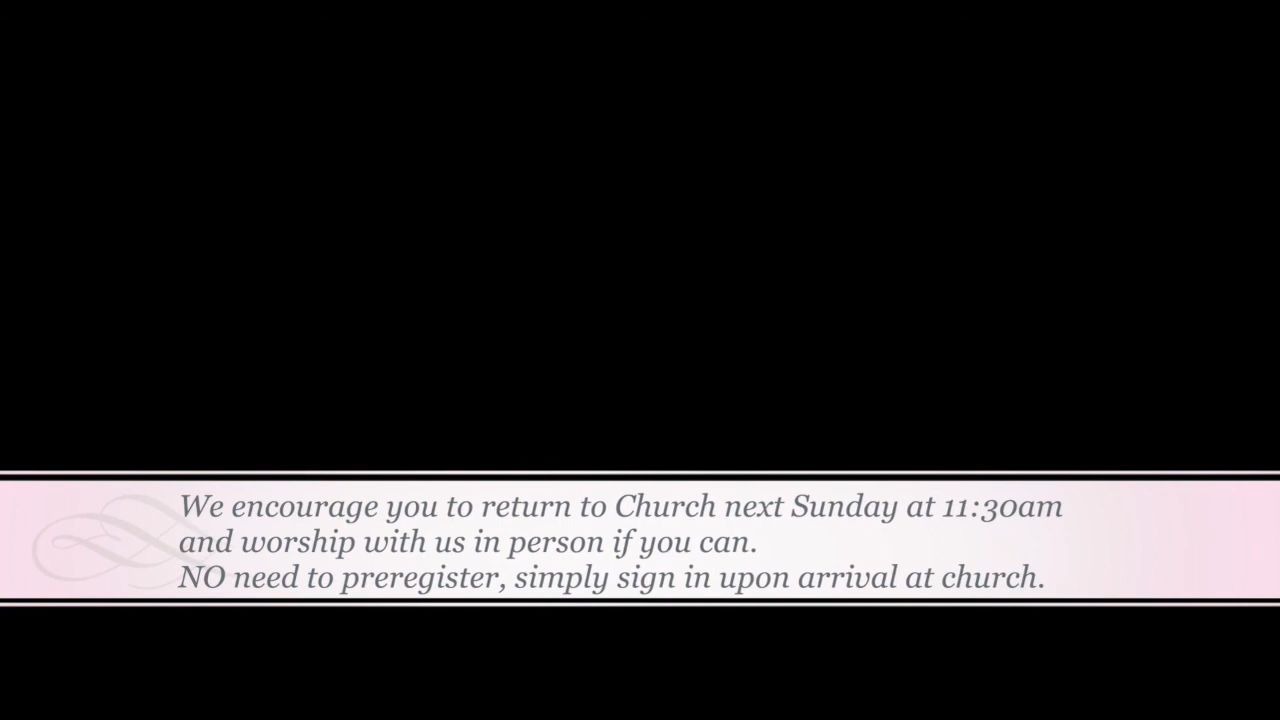 We encourage you to return to Church next Sunday at 11:30am
and worship with us in person if you can.
NO need to preregister, simply sign in upon arrival at church.